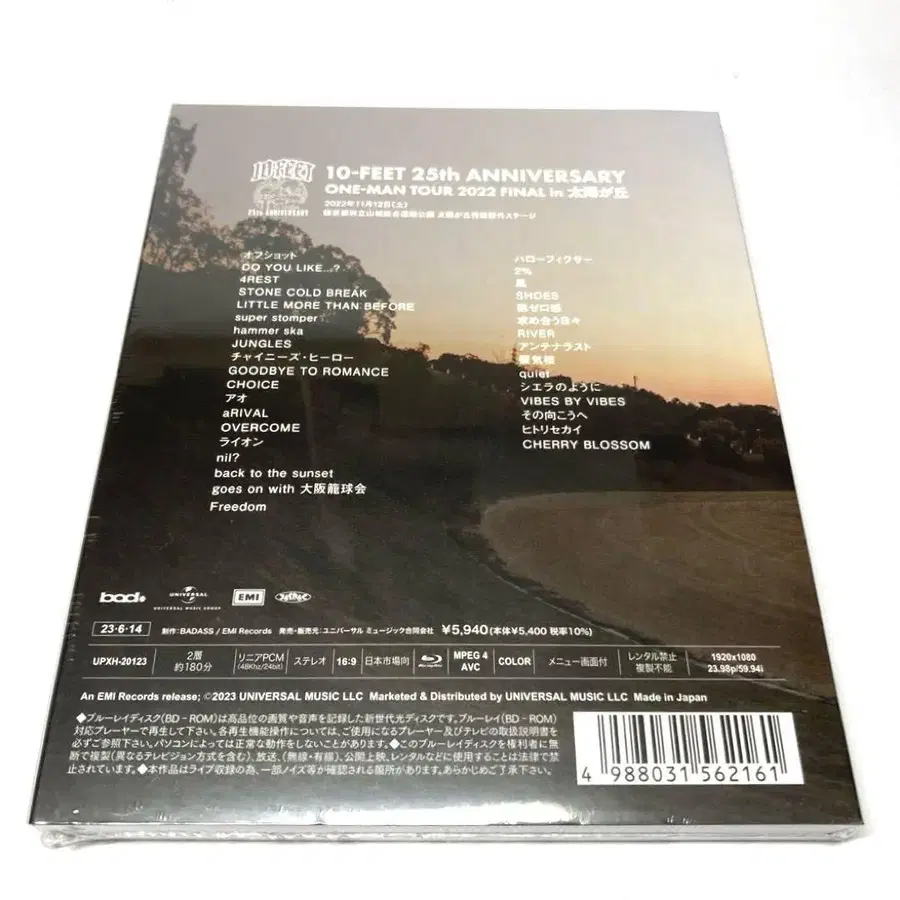 10-FEET
25th ANNIVERSARY
10-FEET 25th ANNIVERSARY
ONE-MAN TOUR 2022 FINAL in 太陽が丘
2022年11月12日(土)
オフショット
DO YOU LIKE...?
4REST
STONE COLD BREAK
LITTLE MORE THAN BEFORE
super stomper
hammer ska
JUNGLES
チャイニーズ・ヒーロー
GOODBYE TO ROMANCE
CHOICE
アオ
aRIVAL
OVERCOME
ライオン
nil?
back to the sunset
goes on with 大阪籠球会
Freedom
ハローフィクサー
2%
風
SHOES
求め合う日々
RIVER
アンテナラスト
蜃気楼
quiet
シエラのように
VIBES BY VIBES
その向こうへ
ヒトリセカイ
CHERRY BLOSSOM
bad.
UNIVERSAL
UNIVERSAL MUSIC GROUP
EMI
23・6・14 制作:BADASS / EMI Records 発売・販売元:ユニバーサル ミュージック合同会社 ¥5,940(本体¥5,400 税率10%)
UPXH-20123 2層 約180分 リニアPCM (48Khz/24bit) ステレオ 16:9 日本市場向 Blu-ray Disc MPEG 4 AVC COLOR メニュー画面付 レンタル禁止 複製不能 1920x1080 23.98p/59.94i
An EMI Records release; ©2023 UNIVERSAL MUSIC LLC Marketed & Distributed by UNIVERSAL MUSIC LLC Made in Japan
◆ブルーレイディスク(BD-ROM)は高品位の画質や音声を記録した新世代光ディスクです。ブルーレイ(BD-ROM)
対応プレーヤーで再生して下さい。各再生機能操作については、ご使用になるプレーヤー及びテレビの取扱説明書を
必ずご参照下さい。パソコンによっては正常な動作をしないことがあります。◆このブルーレイディスクを権利者に無
断で複製(異なるテレビジョン方式を含む)、放送、(無線・有線)、公開上映、レンタルなどに使用することは法律で禁
止されています。◆本作品はライブ収録の為、一部ノイズ等が確認される箇所があります。あらかじめご了承下さい。
4 988031 562161